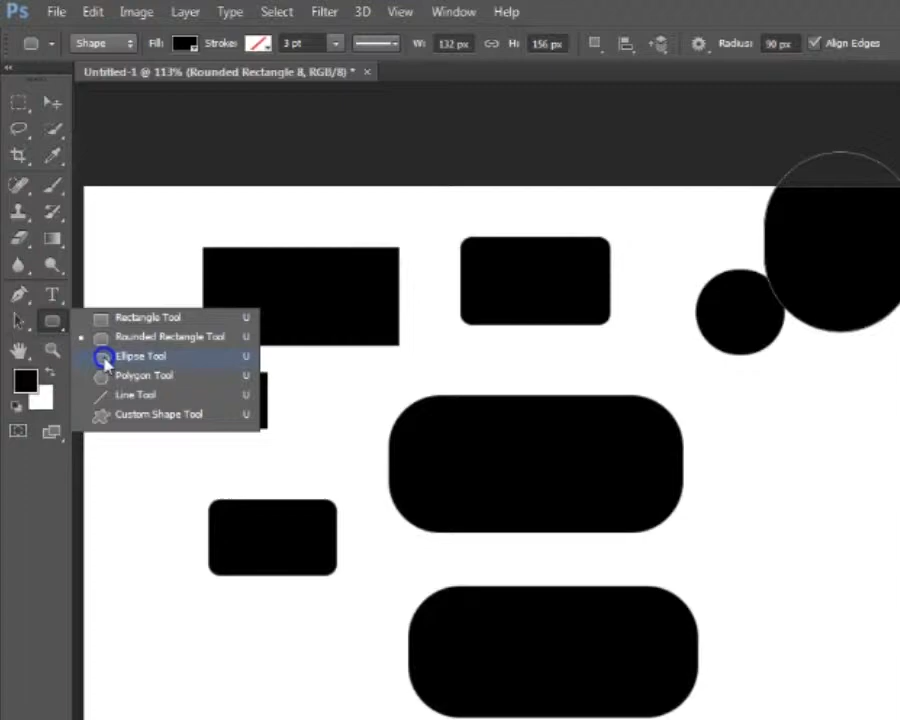 Ps File Edit Image Layer Type Select Filter 3D View Window Help
Shape Fill: Stroke: 3 pt W: 132 px H: 156 px Radius: 90 px Align Edges
Untitled-1 @ 113% (Rounded Rectangle 8, RGB/8) * ×
Rectangle Tool U
Rounded Rectangle Tool U
Ellipse Tool U
Polygon Tool U
Line Tool U
Custom Shape Tool U